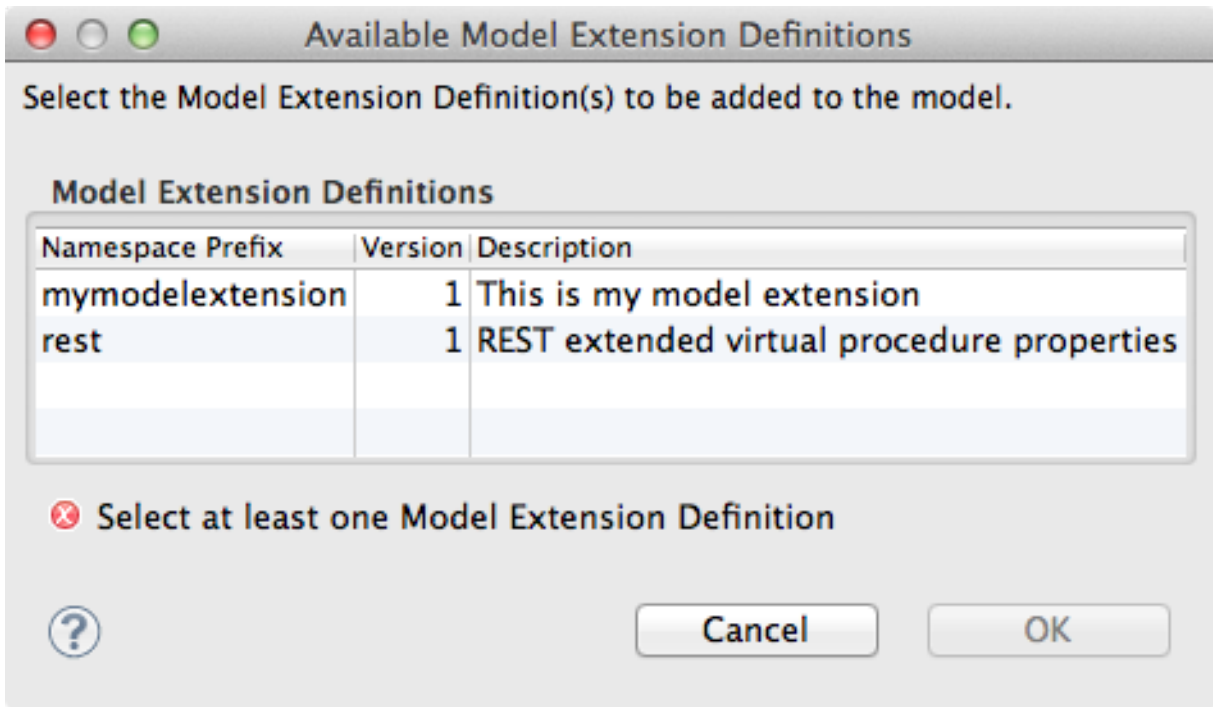 Available Model Extension Definitions
Select the Model Extension Definition(s) to be added to the model.
Model Extension Definitions
Namespace Prefix Version Description
mymodelextension 1 This is my model extension
rest 1 REST extended virtual procedure properties
Select at least one Model Extension Definition
? Cancel OK